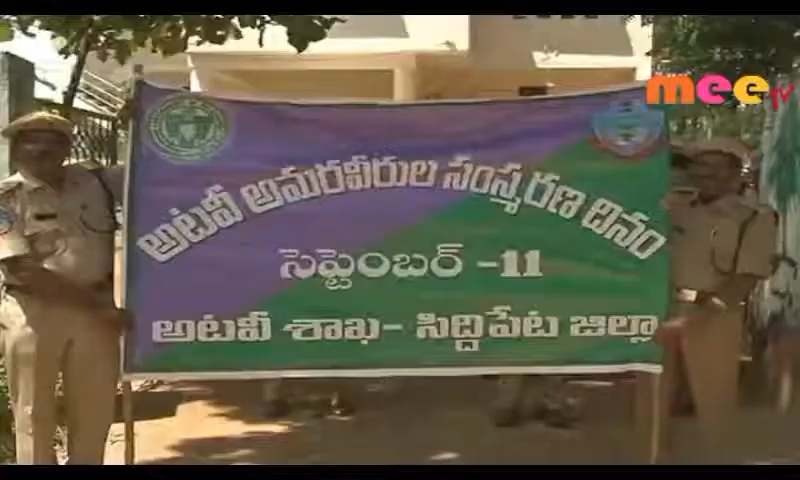 mee TV
అటవీ అమరవీరుల సంస్మరణ దినం
సెప్టెంబర్ -11
అటవీ శాఖ- సిద్దిపేట జిల్లా